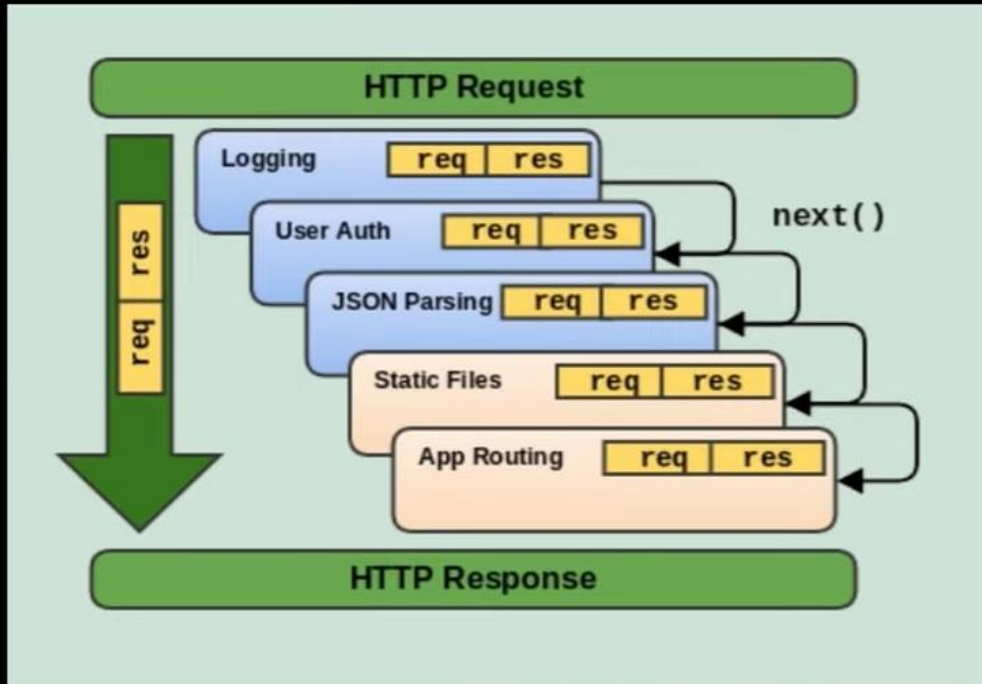 HTTP Request
Logging req res
next()
User Auth req res
JSON Parsing req res
Static Files req res
App Routing req res
req res
HTTP Response